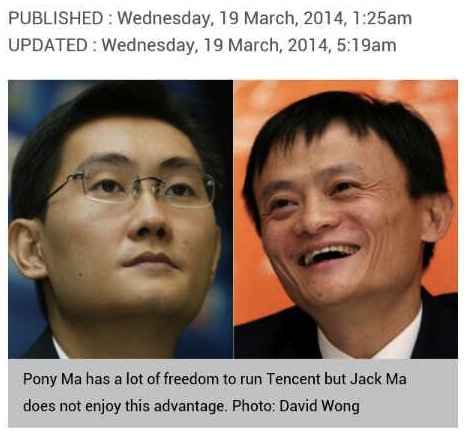 PUBLISHED : Wednesday, 19 March, 2014, 1:25am
UPDATED : Wednesday, 19 March, 2014, 5:19am
Pony Ma has a lot of freedom to run Tencent but Jack Ma
does not enjoy this advantage. Photo: David Wong